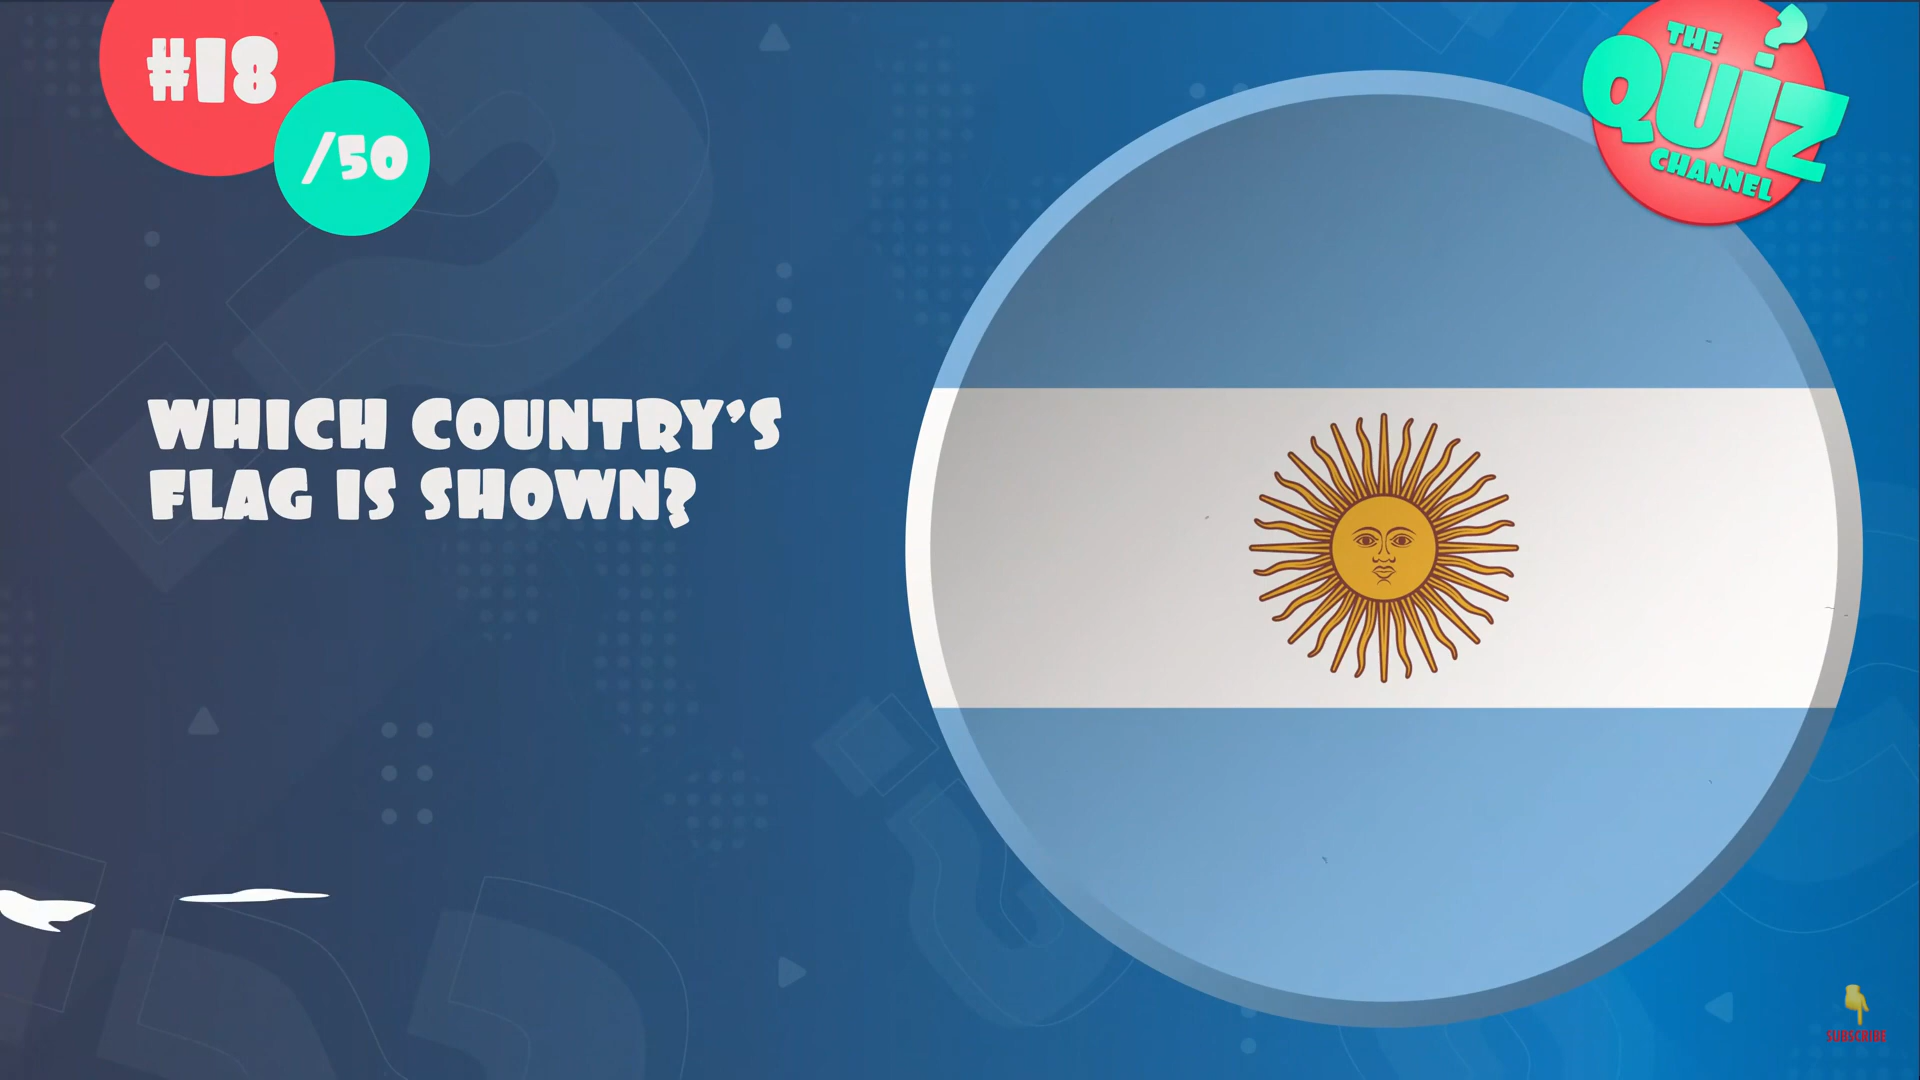 #18
/50
THE
QUIZ
CHANNEL
WHICH COUNTRY'S
FLAG IS SHOWN?
SUBSCRIBE